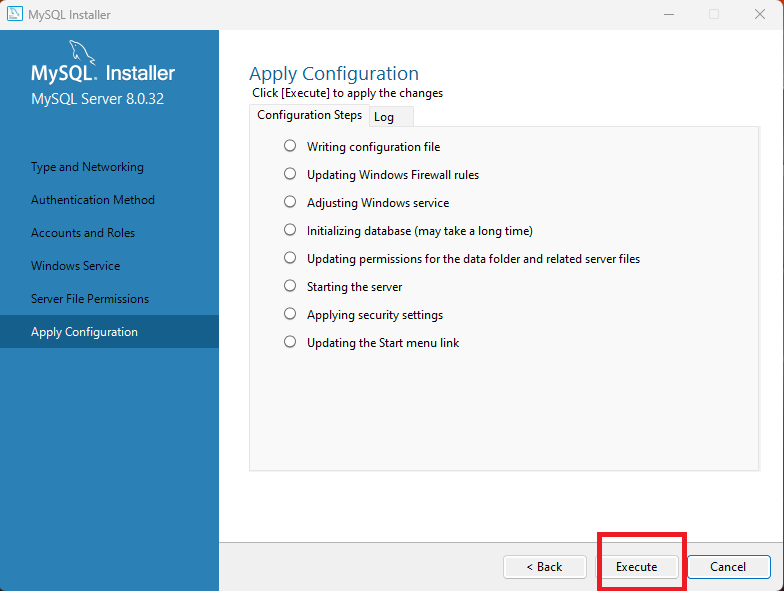 MySQL Installer
MySQL. Installer
MySQL Server 8.0.32
Type and Networking
Authentication Method
Accounts and Roles
Windows Service
Server File Permissions
Apply Configuration
Apply Configuration
Click [Execute] to apply the changes
Configuration Steps
Log
Writing configuration file
Updating Windows Firewall rules
Adjusting Windows service
Initializing database (may take a long time)
Updating permissions for the data folder and related server files
Starting the server
Applying security settings
Updating the Start menu link
< Back
Execute
Cancel